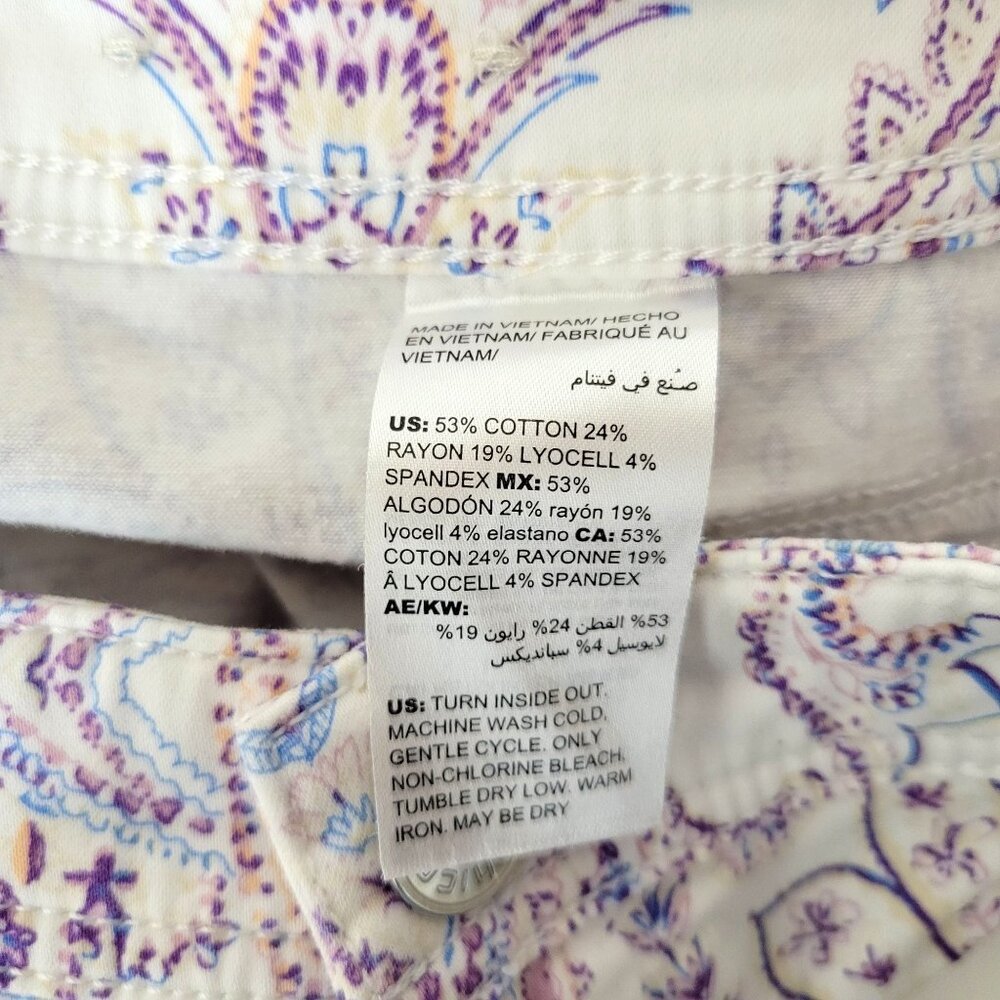 MADE IN VIETNAM/ HECHO
EN VIETNAM/ FABRIQUÉ AU
VIETNAM/
صُنع في فيتنام
US: 53% COTTON 24%
RAYON 19% LYOCELL 4%
SPANDEX MX: 53%
ALGODÓN 24% rayón 19%
lyocell 4% elastano CA: 53%
COTON 24% RAYONNE 19%
Â LYOCELL 4% SPANDEX
AE/KW:
53% القطن 24% رايون 19%
لايوسيل 4% سبانديكس
US: TURN INSIDE OUT.
MACHINE WASH COLD,
GENTLE CYCLE. ONLY
NON-CHLORINE BLEACH.
TUMBLE DRY LOW. WARM
IRON. MAY BE DRY